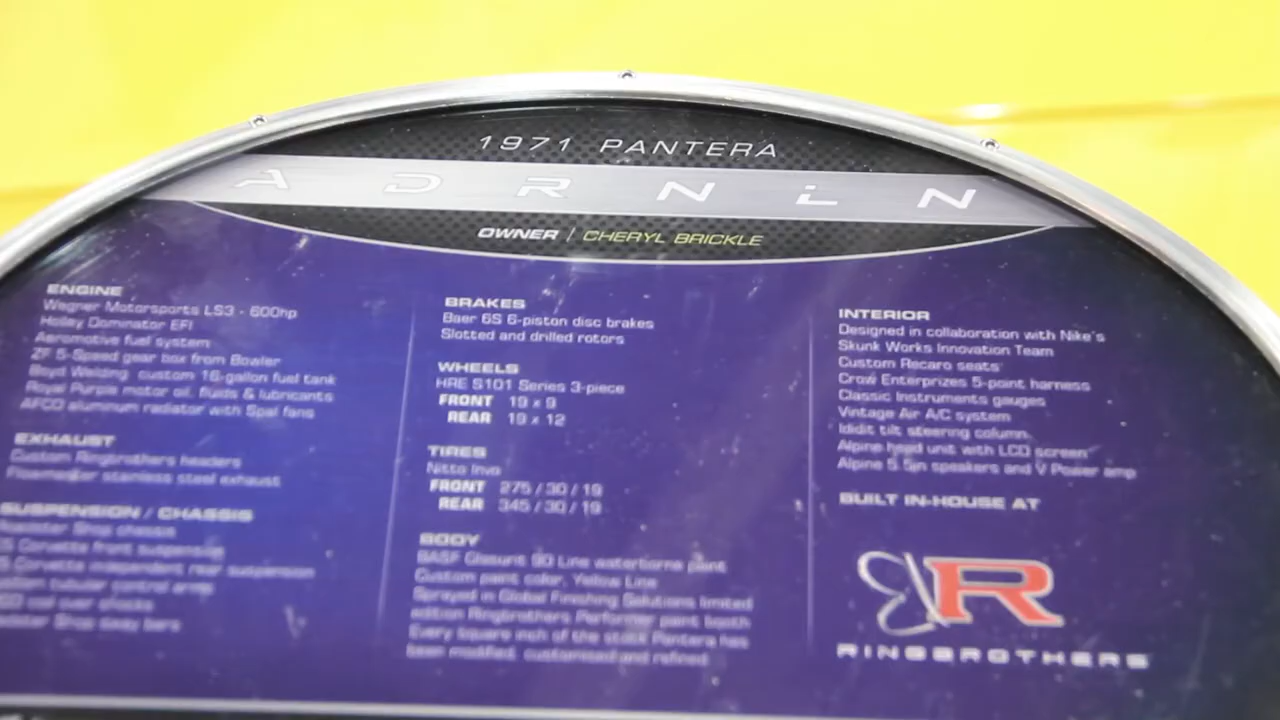 1971 PANTERA
ADRNLN
OWNER / CHERYL BRICKLE
ENGINE
Wegner Motorsports LS3 - 600hp
Holley Dominator EFI
Aeromotive fuel system
ZF 5-Speed gear box from Bowler
Boyd Welding custom 16-gallon fuel tank
Royal Purple motor oil, fluids & lubricants
AFCO aluminum radiator with Spal fans
EXHAUST
Custom Ringbrothers headers
Flowmaster stainless steel exhaust
SUSPENSION / CHASSIS
Roadster Shop chassis
Corvette front suspension
Corvette independent rear suspension
tubular control arms
coil over shocks
Shop sway bars
BRAKES
Baer 6S 6-piston disc brakes
Slotted and drilled rotors
WHEELS
HRE S101 Series 3-piece
FRONT 19 x 9
REAR 19 x 12
TIRES
Nitto Invo
FRONT 275 / 30 / 19
REAR 345 / 30 / 19
BODY
BASF Glasurit 90 Line waterborne paint
Custom paint color, Yellow Line
Sprayed in Global Finishing Solutions limited
edition Ringbrothers Performer paint booth
Every square inch of the stock Pantera has
been modified, customised and refined
INTERIOR
Designed in collaboration with Nike's
Skunk Works Innovation Team
Custom Recaro seats
Crow Enterprizes 5-point harness
Classic Instruments gauges
Vintage Air A/C system
Ididit tilt steering column
Alpine head unit with LCD screen
Alpine 5.5in speakers and V Power amp
BUILT IN-HOUSE AT
R
RINGBROTHERS